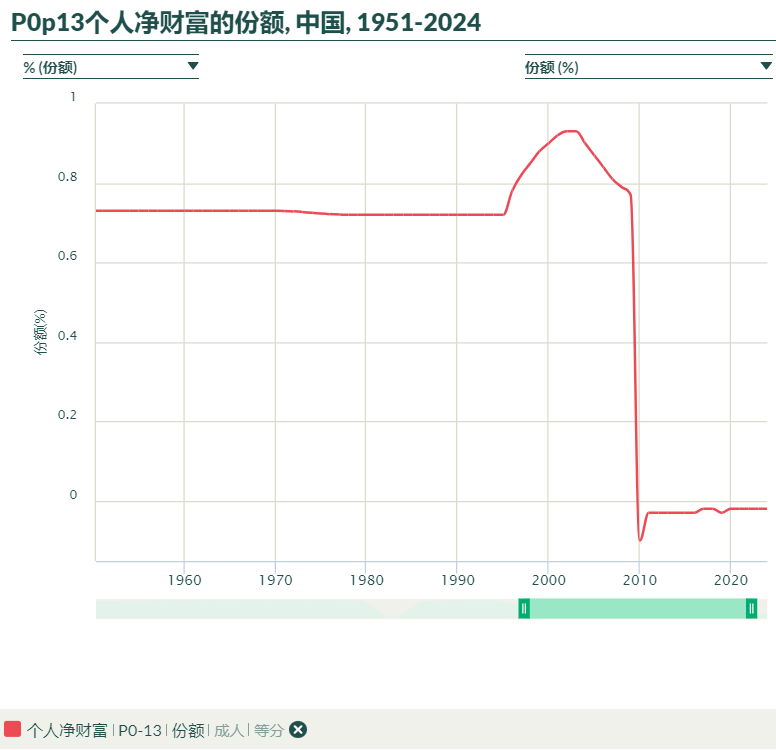 P0p13个人净财富的份额, 中国, 1951-2024
% (份额)
份额 (%)
1
0.8
0.6
0.4
0.2
0
份额(%)
1960 1970 1980 1990 2000 2010 2020
个人净财富 | P0-13 | 份额 | 成人 | 等分